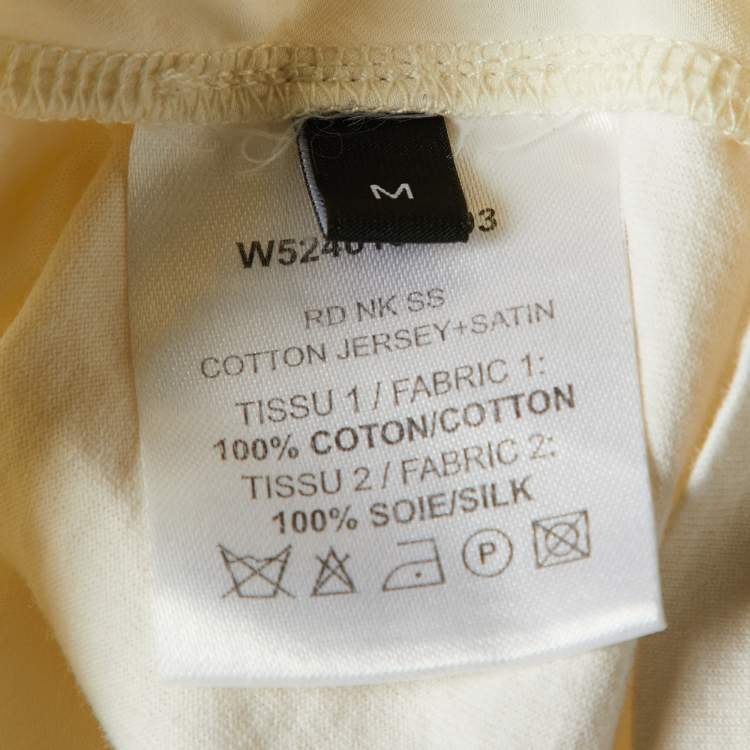 M
RD NK SS
COTTON JERSEY+SATIN
TISSU 1 / FABRIC 1:
100% COTON/COTTON
TISSU 2 / FABRIC 2:
100% SOIE/SILK
P